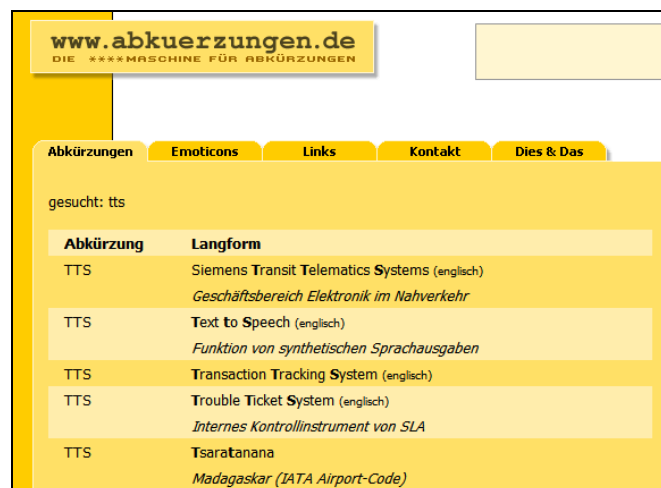 www.abkuerzungen.de
DIE ****MASCHINE FÜR ABKÜRZUNGEN
Abkürzungen Emoticons Links Kontakt Dies & Das
gesucht: tts
Abkürzung Langform
TTS Siemens Transit Telematics Systems (englisch)
Geschäftsbereich Elektronik im Nahverkehr
TTS Text to Speech (englisch)
Funktion von synthetischen Sprachausgaben
TTS Transaction Tracking System (englisch)
TTS Trouble Ticket System (englisch)
Internes Kontrollinstrument von SLA
TTS Tsaratanana
Madagaskar (IATA Airport-Code)